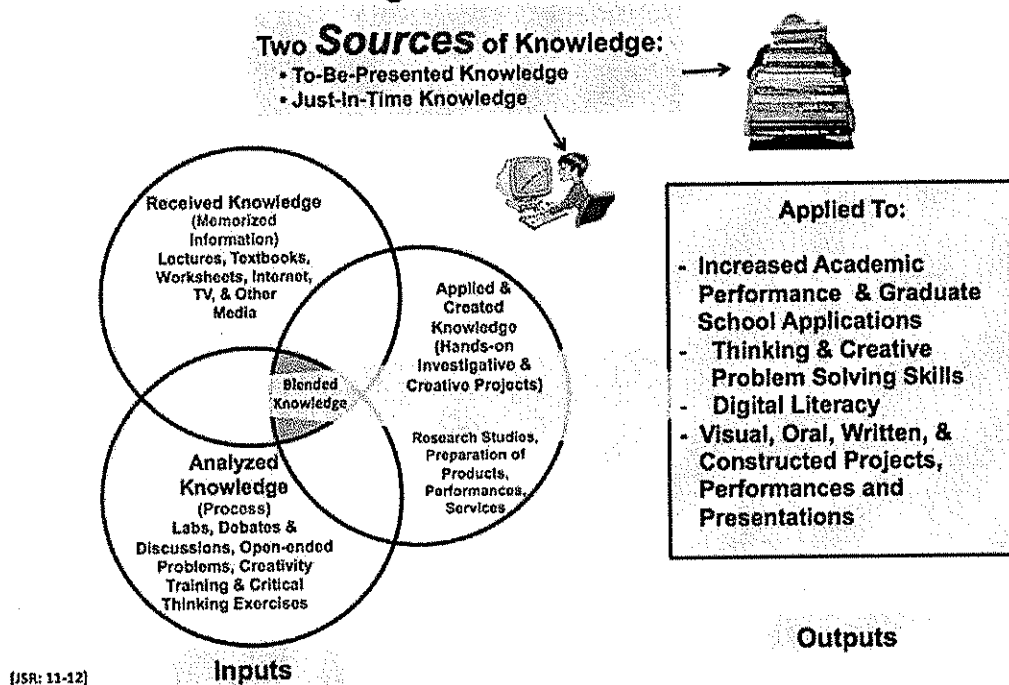 Two Sources of Knowledge:
• To-Be-Presented Knowledge
• Just-In-Time Knowledge
Received Knowledge
(Memorized
Information)
Lectures, Textbooks,
Worksheets, Internet,
TV, & Other
Media
Applied &
Created
Knowledge
(Hands-on
Investigative &
Creative Projects)
Research Studies,
Preparation of
Products,
Performances,
Services
Blended
Knowledge
Analyzed
Knowledge
(Process)
Labs, Debates &
Discussions, Open-ended
Problems, Creativity
Training & Critical
Thinking Exercises
Applied To:
- Increased Academic
Performance & Graduate
School Applications
- Thinking & Creative
Problem Solving Skills
- Digital Literacy
- Visual, Oral, Written, &
Constructed Projects,
Performances and
Presentations
Outputs
Inputs
[JSR: 11-12]